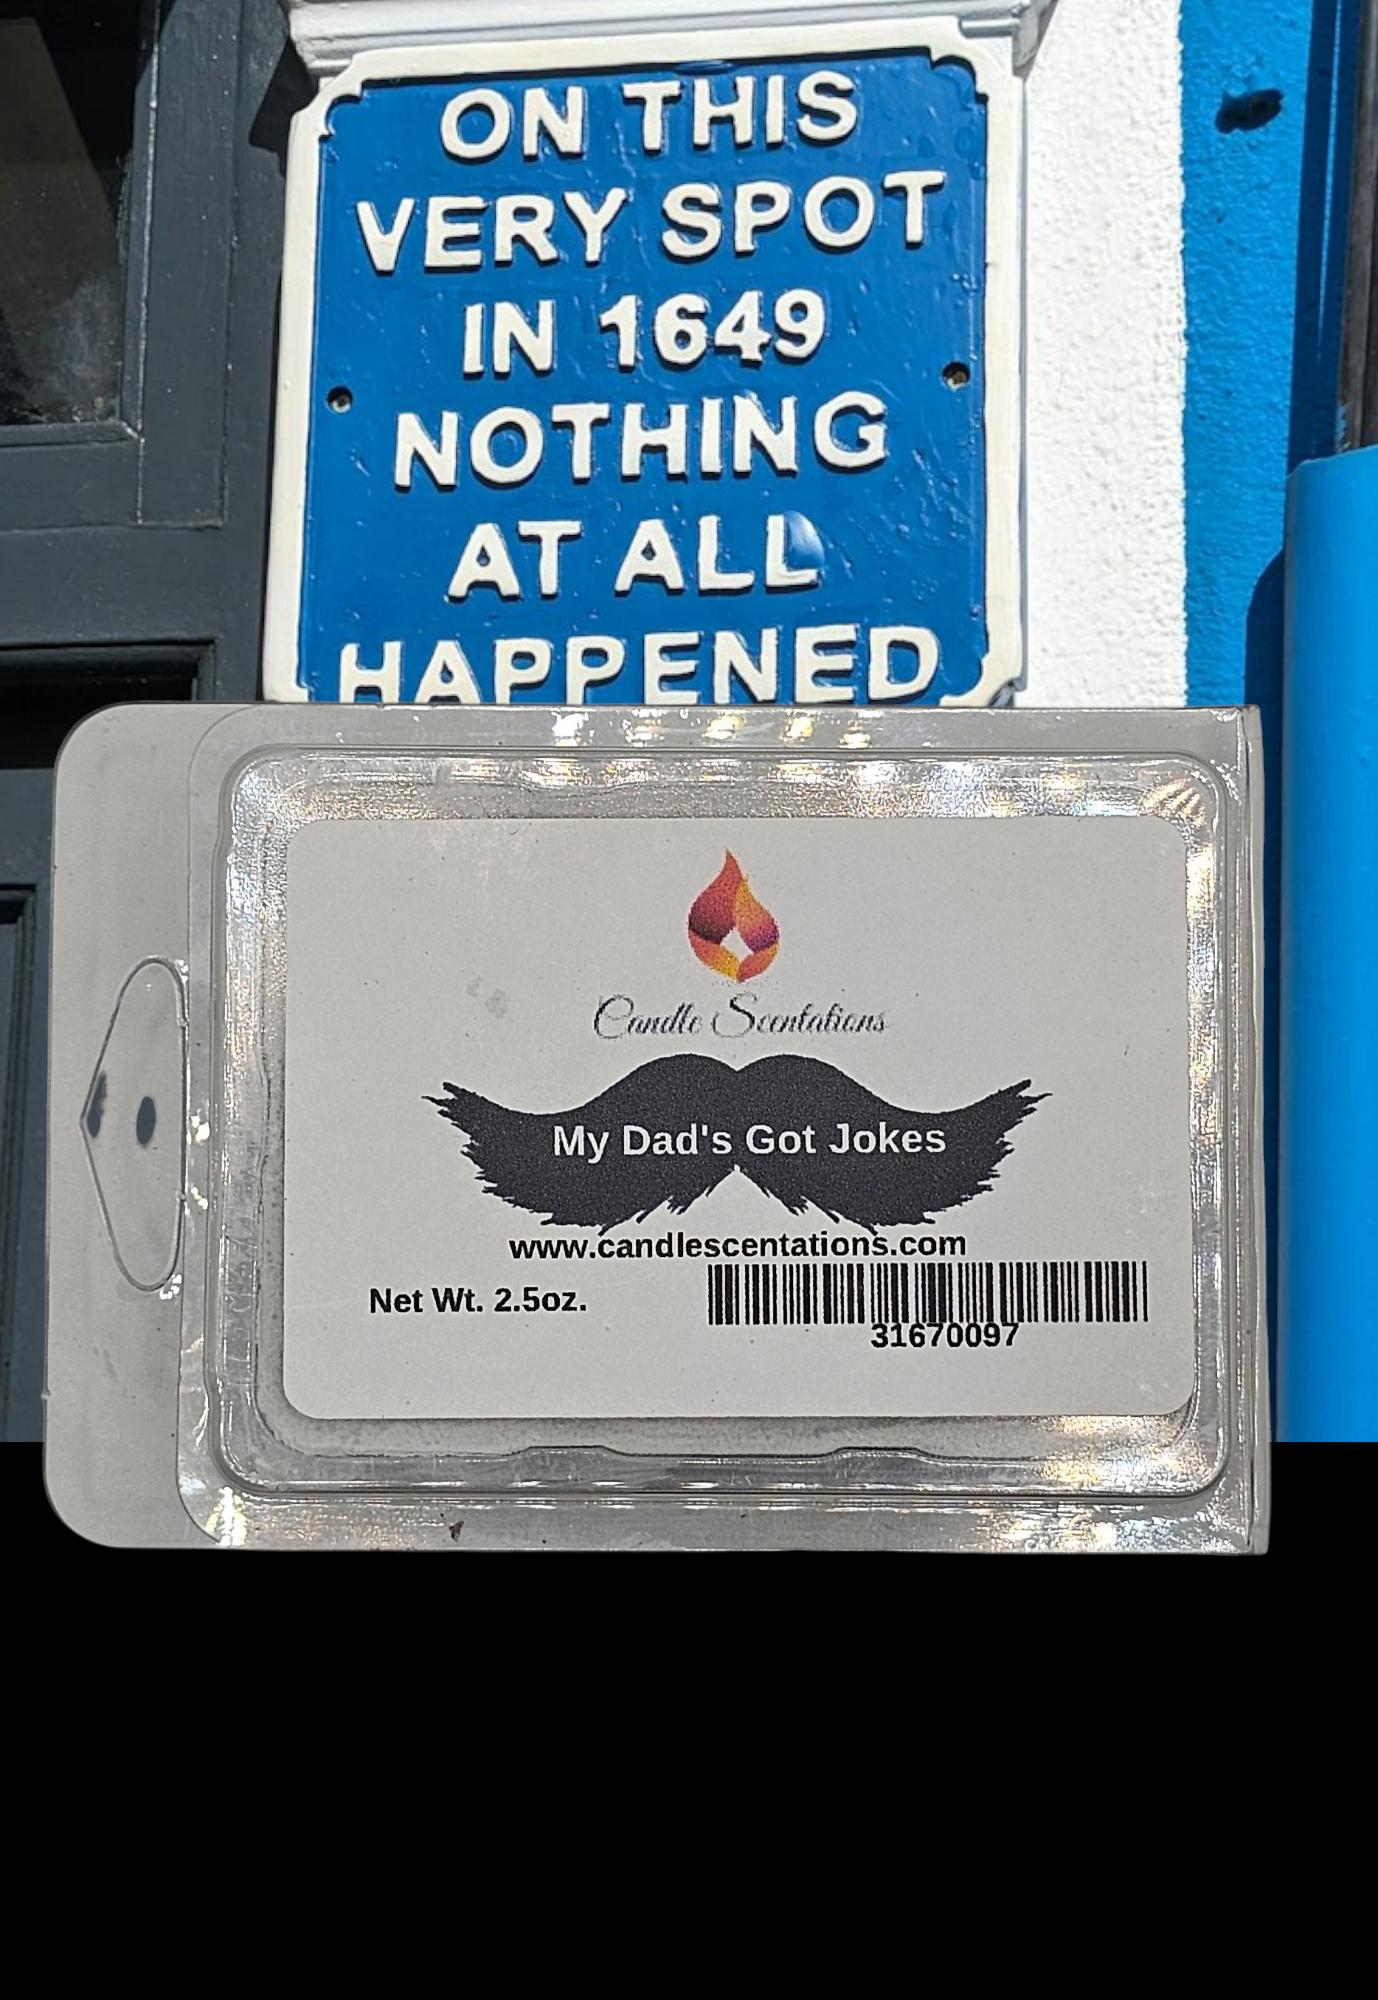 ON THIS
VERY SPOT
IN 1649
NOTHING
AT ALL
HAPPENED
Candle Scentations
My Dad's Got Jokes
www.candlescentations.com
Net Wt. 2.5oz.
31670097